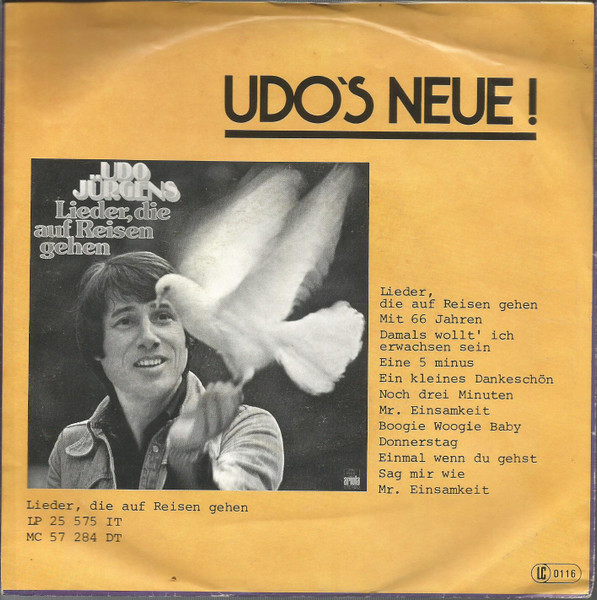 UDO`S NEUE!
UDO
JÜRGENS
Lieder, die
auf Reisen
gehen
ariola
Lieder,
die auf Reisen gehen
Mit 66 Jahren
Damals wollt' ich
erwachsen sein
Eine 5 minus
Ein kleines Dankeschön
Noch drei Minuten
Mr. Einsamkeit
Boogie Woogie Baby
Donnerstag
Einmal wenn du gehst
Sag mir wie
Mr. Einsamkeit
Lieder, die auf Reisen gehen
LP 25 575 IT
MC 57 284 DT
LC 0116